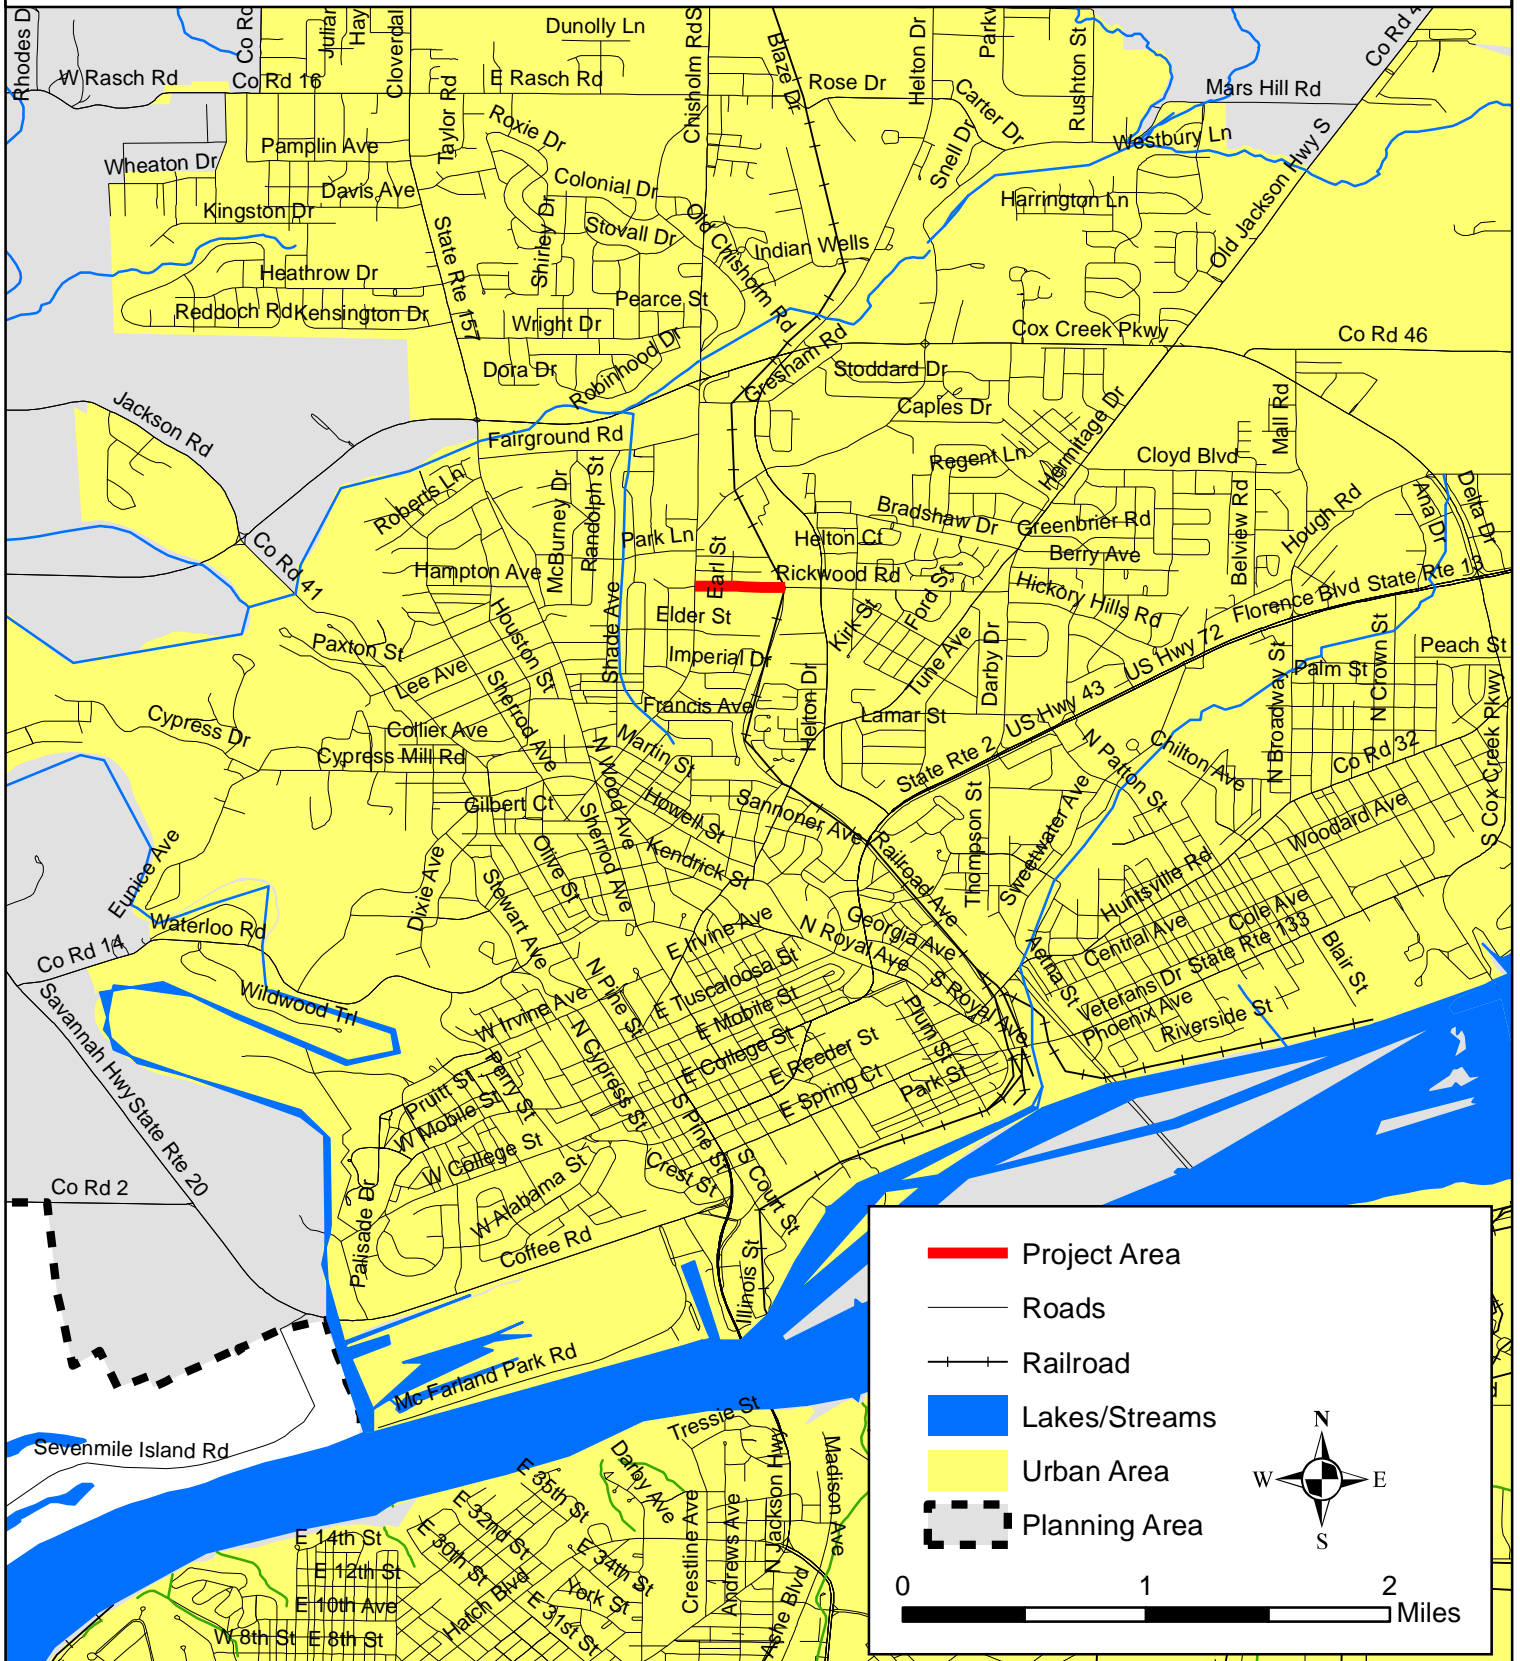 Rhodes D
Co Rd
Julian
Hay
Cloverdal
Dunolly Ln
Chisholm RdS
Blaze Dr
Helton Dr
Parkw
Rushton St
Co Rd 4
W Rasch Rd
Co Rd 16
Taylor Rd
E Rasch Rd
Rose Dr
Carter Dr
Mars Hill Rd
Roxie Dr
Snell Dr
Westbury Ln
Pamplin Ave
Wheaton Dr
Davis Ave
Colonial Dr
Harrington Ln
Old Jackson Hwy S
Kingston Dr
State Rte 157
Shirley Dr
Stovall Dr
Old Chisholm Rd
Indian Wells
Heathrow Dr
Pearce St
Reddoch Rd
Kensington Dr
Wright Dr
Robinhood Dr
Gresham Rd
Cox Creek Pkwy
Co Rd 46
Dora Dr
Stoddard Dr
Jackson Rd
Caples Dr
Hermitage Dr
Mall Rd
Fairground Rd
Regent Ln
Cloyd Blvd
Roberts Ln
McBurney Dr
Randolph St
Bradshaw Dr
Greenbrier Rd
Belview Rd
Hough Rd
Ana Dr
Delta Dr
Park Ln
Earl St
Helton Ct
Berry Ave
Co Rd 41
Hampton Ave
Rickwood Rd
Ford St
Hickory Hills Rd
Florence Blvd
State Rte 13
Shade Ave
Elder St
Kirk St
Houston St
Paxton St
Imperial Dr
Tune Ave
Darby Dr
US Hwy 72
N Broadway St
Palm St
N Crown St
Peach St
Lee Ave
Sherrod Ave
Francis Ave
Helton Dr
Lamar St
US Hwy 43
S Cox Creek Pkwy
Cypress Dr
Collier Ave
Cypress Mill Rd
N Wood Ave
Martin St
State Rte 2
N Patton St
Chilton Ave
Co Rd 32
Gilbert Ct
Sherrod Ave
Howell St
Sannoner Ave
Thompson St
Sweetwater Ave
Woodard Ave
Eunice Ave
Dixie Ave
Olive St
Kendrick St
Railroad Ave
Huntsville Rd
Stewart Ave
Waterloo Rd
E Irvine Ave
N Royal Ave
Georgia Ave
Central Ave
Cole Ave
Co Rd 14
Wildwood Trl
W Irvine Ave
N Pine St
E Tuscaloosa St
S Royal Ave
Aetna St
Veterans Dr
State Rte 133
Blair St
Savannah Hwy
E Mobile St
Plum St
Phoenix Ave
Riverside St
N Cypress St
E College St
E Reeder St
Pruitt St
Perry St
E Spring Ct
Park St
W Mobile St
State Rte 20
W College St
S Pine St
Crest St
S Court St
Co Rd 2
Palisade Dr
W Alabama St
Coffee Rd
Illinois St
Mc Farland Park Rd
Sevenmile Island Rd
Tressie St
E 35th St
Darby Ave
N Jackson Hwy
Madison Ave
E 32nd St
Crestline Ave
Andrews Ave
E 14th St
E 30th St
E 34th St
E 12th St
Hatch Blvd
York St
E 10th Ave
E 31st St
Ashe Blvd
W 8th St
E 8th St
Project Area
Roads
Railroad
Lakes/Streams
Urban Area
Planning Area
N
W
E
S
0
1
2
Miles